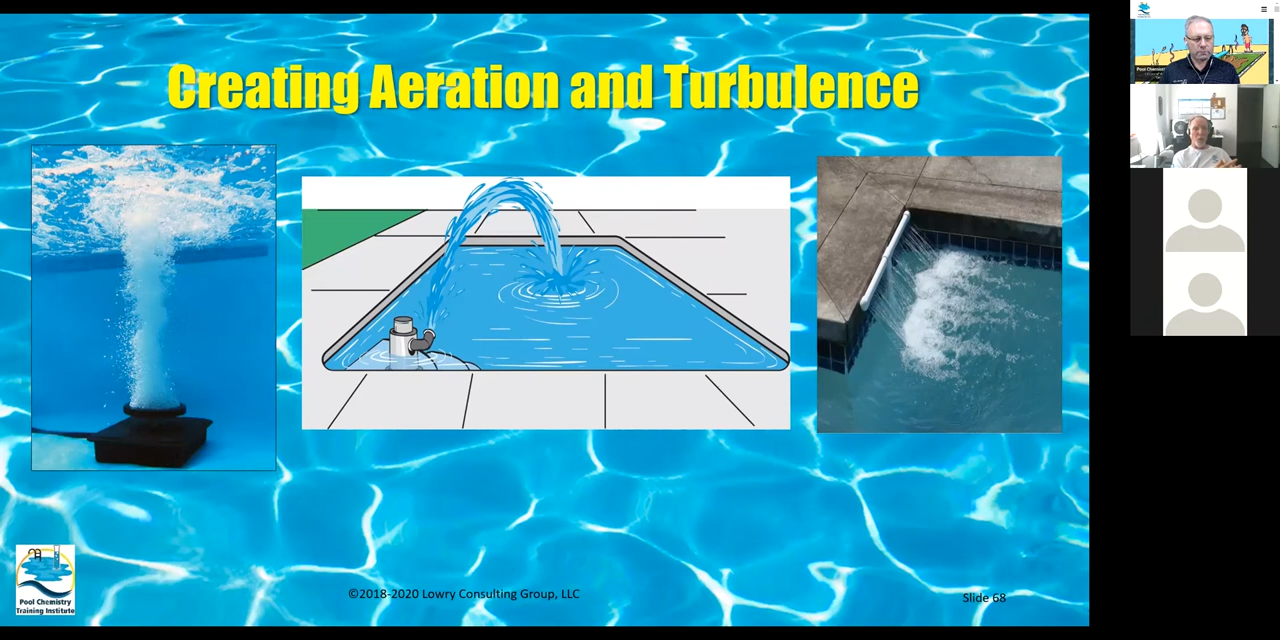 Creating Aeration and Turbulence
Pool Chemistry
Training Institute
©2018-2020 Lowry Consulting Group, LLC
Slide 68